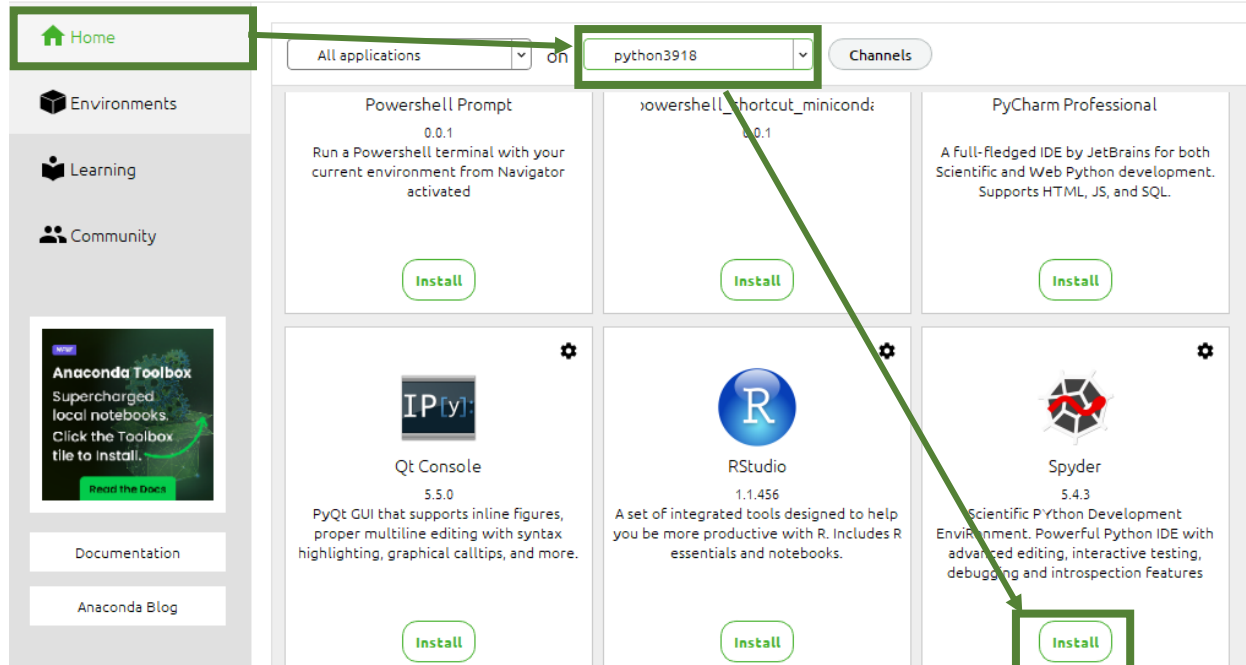 Home
Environments
Learning
Community
NEW
Anaconda Toolbox
Supercharged
local notebooks.
Click the Toolbox
tile to Install.
Read the Docs
Documentation
Anaconda Blog
All applications
on
python3918
Channels
Powershell Prompt
0.0.1
Run a Powershell terminal with your
current environment from Navigator
activated
Install
powershell_shortcut_miniconda
0.0.1
Install
PyCharm Professional
A full-fledged IDE by JetBrains for both
Scientific and Web Python development.
Supports HTML, JS, and SQL.
Install
IP[y]:
Qt Console
5.5.0
PyQt GUI that supports inline figures,
proper multiline editing with syntax
highlighting, graphical calltips, and more.
Install
R
RStudio
1.1.456
A set of integrated tools designed to help
you be more productive with R. Includes R
essentials and notebooks.
Install
Spyder
5.4.3
Scientific PYthon Development
EnviRonment. Powerful Python IDE with
advanced editing, interactive testing,
debugging and introspection features
Install